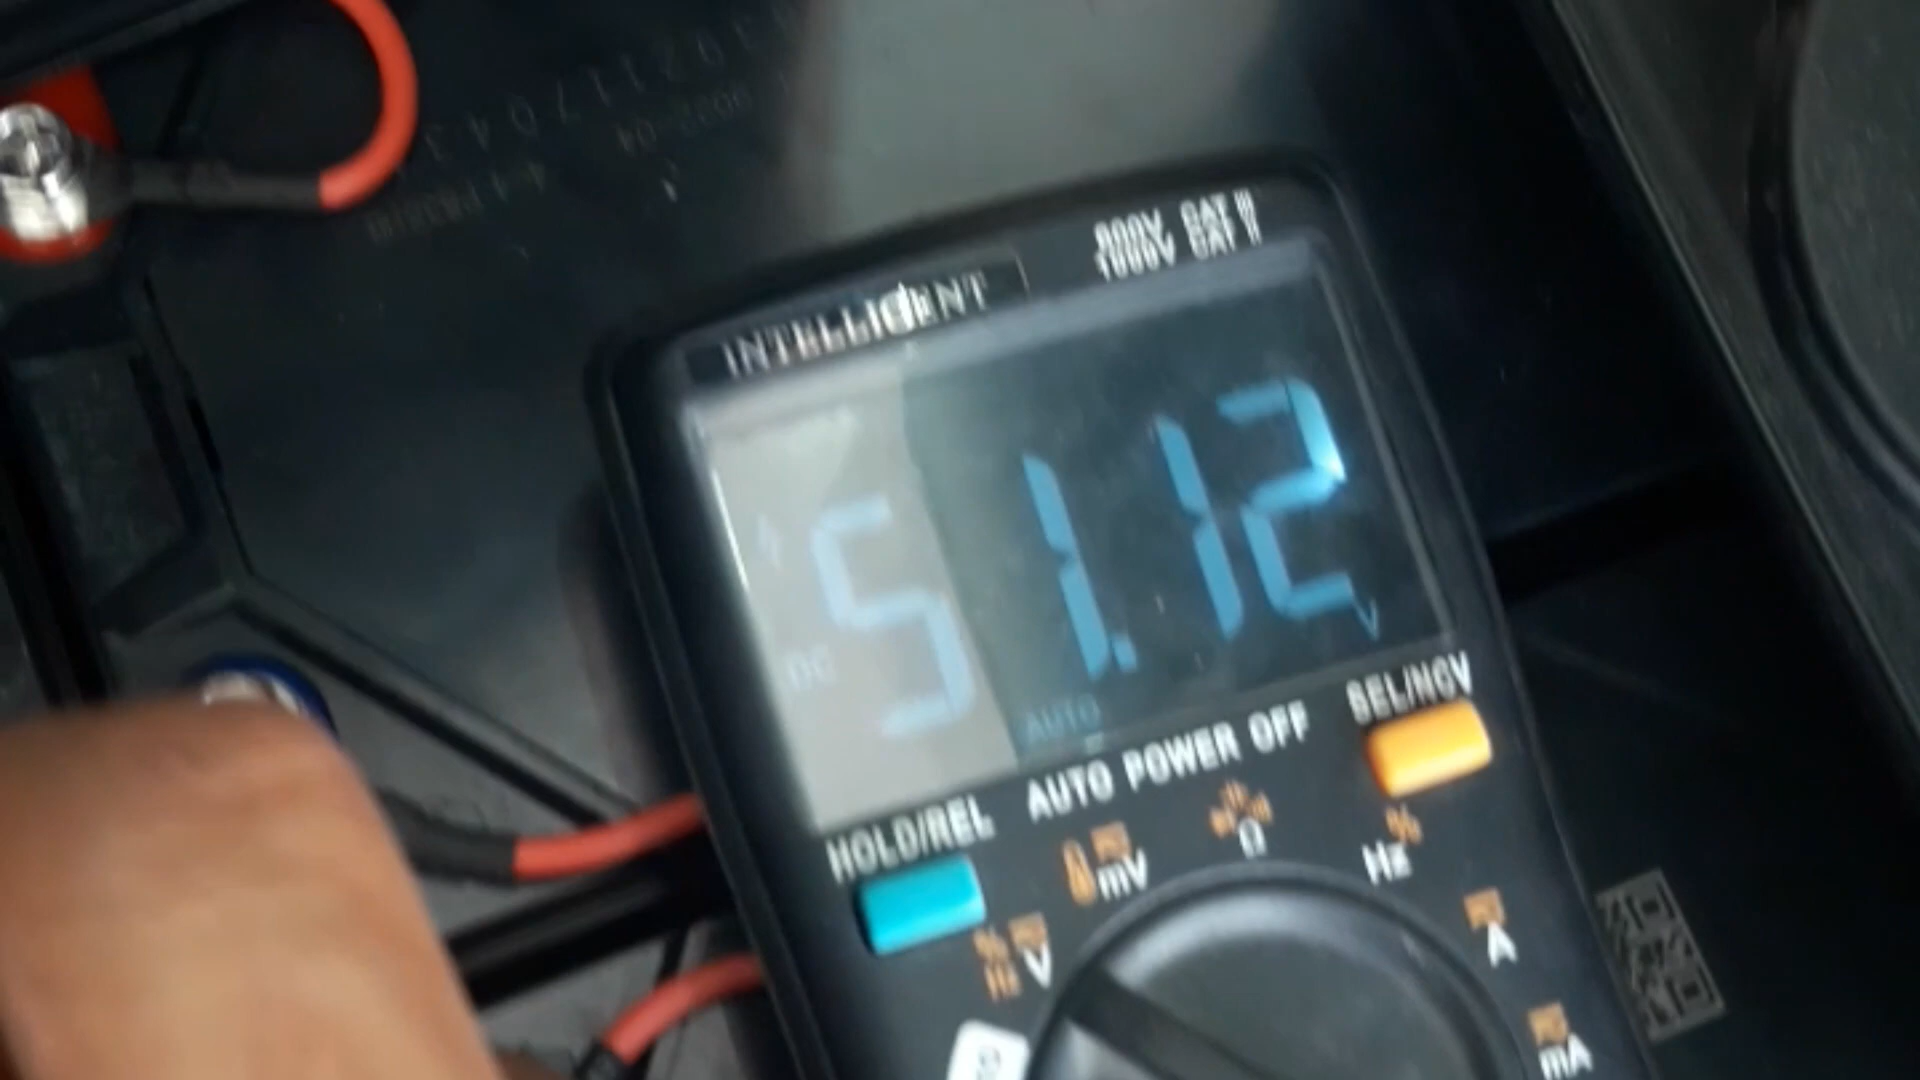 600V CAT III
1000V CAT II
INTELLIGENT
51.12
DC
V
AUTO
SEL/NCV
AUTO POWER OFF
HOLD/REL
mV
Ω
Hz %
V
A
mA